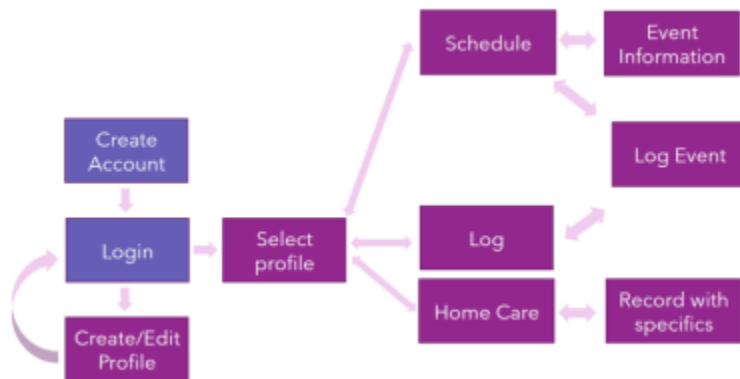 Schedule
Event
Information
Create
Account
Log Event
Login
Select
profile
Log
Create/Edit
Profile
Home Care
Record with
specifics